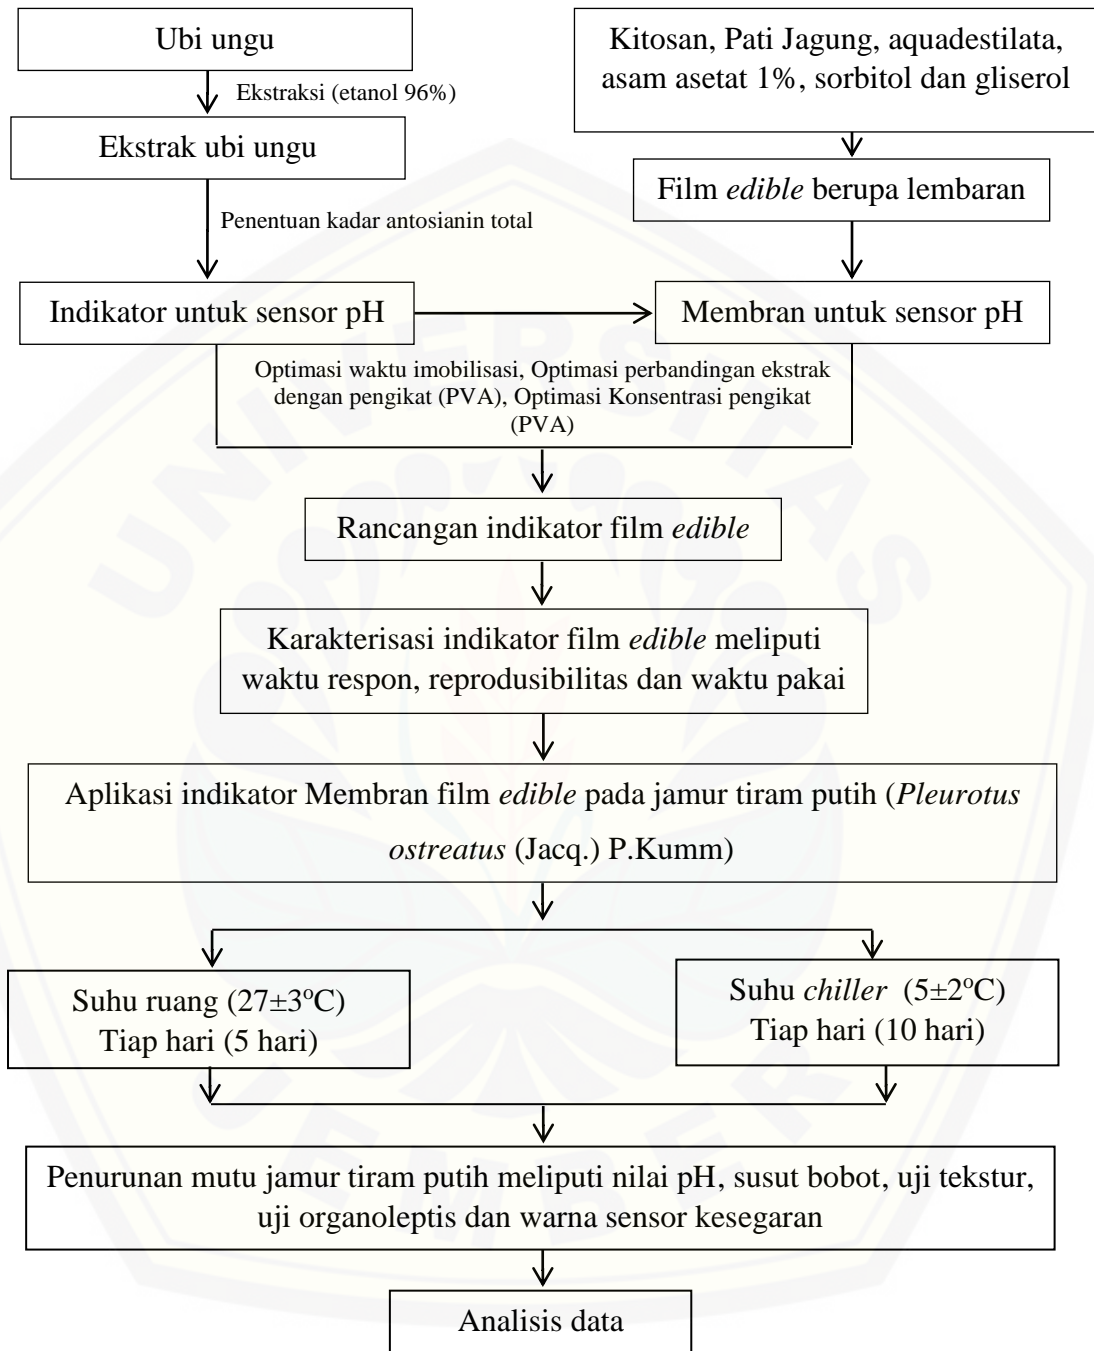 Ubi ungu
Kitosan, Pati Jagung, aquadestilata,
asam asetat 1%, sorbitol dan gliserol
Ekstraksi (etanol 96%)
Ekstrak ubi ungu
Film edible berupa lembaran
Penentuan kadar antosianin total
Indikator untuk sensor pH
Membran untuk sensor pH
Optimasi waktu imobilisasi, Optimasi perbandingan ekstrak
dengan pengikat (PVA), Optimasi Konsentrasi pengikat
(PVA)
Rancangan indikator film edible
Karakterisasi indikator film edible meliputi
waktu respon, reprodusibilitas dan waktu pakai
Aplikasi indikator Membran film edible pada jamur tiram putih (Pleurotus
ostreatus (Jacq.) P.Kumm)
Suhu ruang (27±3°C)
Tiap hari (5 hari)
Suhu chiller (5±2°C)
Tiap hari (10 hari)
Penurunan mutu jamur tiram putih meliputi nilai pH, susut bobot, uji tekstur,
uji organoleptis dan warna sensor kesegaran
Analisis data
UNIVERSITAS
JEMBER